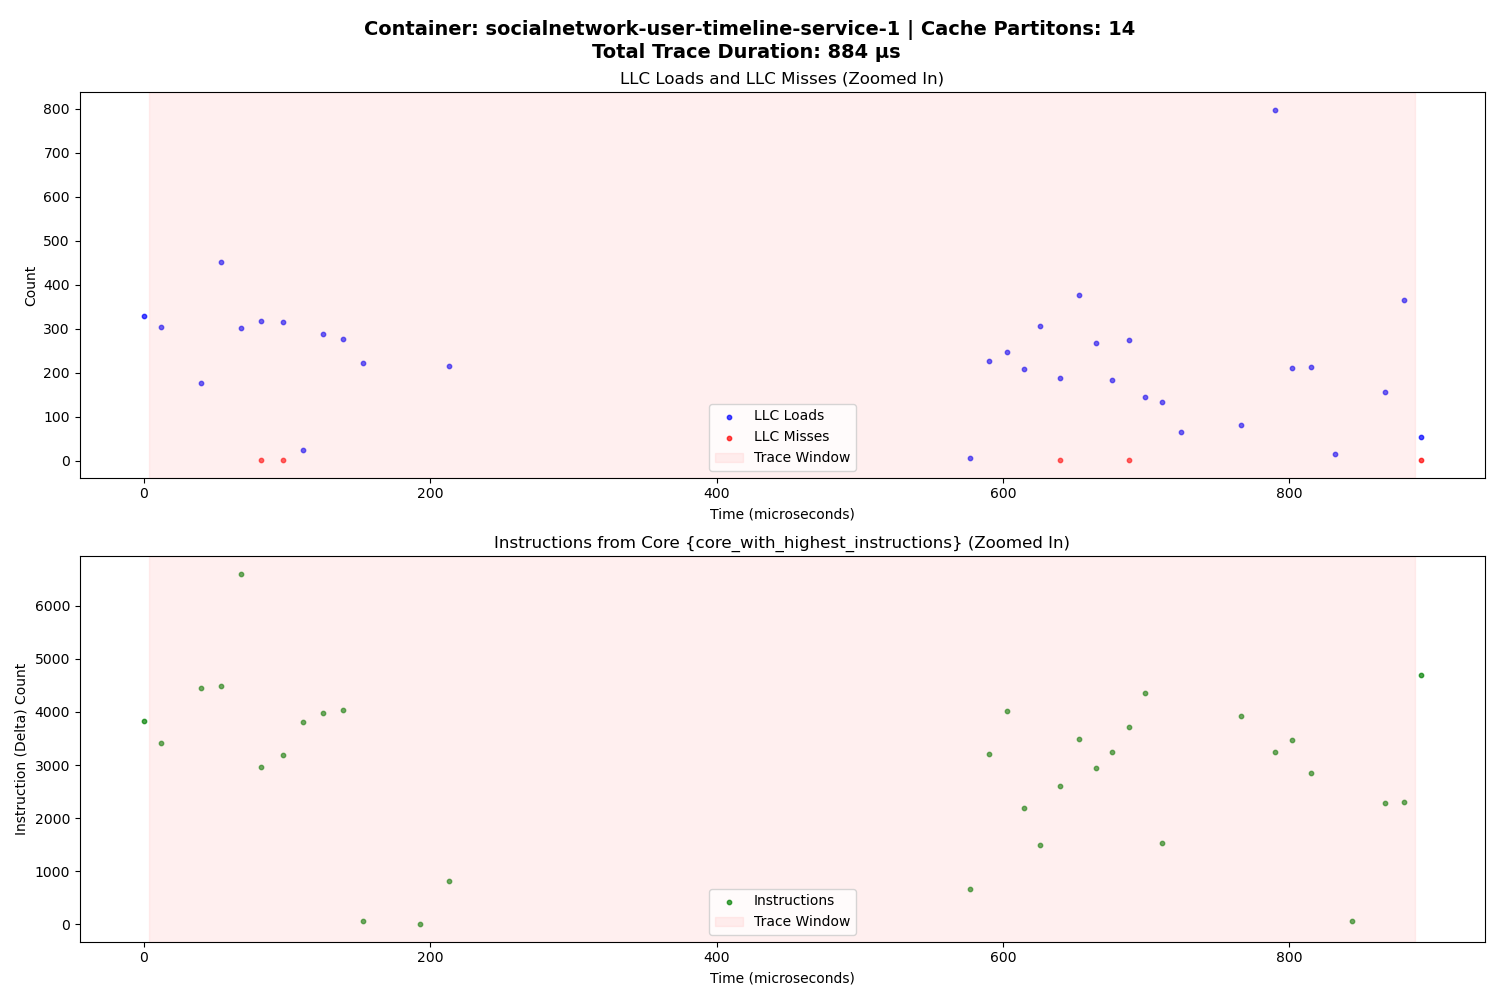 Container: socialnetwork-user-timeline-service-1 | Cache Partitons: 14
Total Trace Duration: 884 µs
LLC Loads and LLC Misses (Zoomed In)
800
700
600
500
400
300
200
100
0
Count
LLC Loads
LLC Misses
Trace Window
0 200 400 600 800
Time (microseconds)
Instructions from Core {core_with_highest_instructions} (Zoomed In)
6000
5000
4000
3000
2000
1000
0
Instruction (Delta) Count
Instructions
Trace Window
0 200 400 600 800
Time (microseconds)